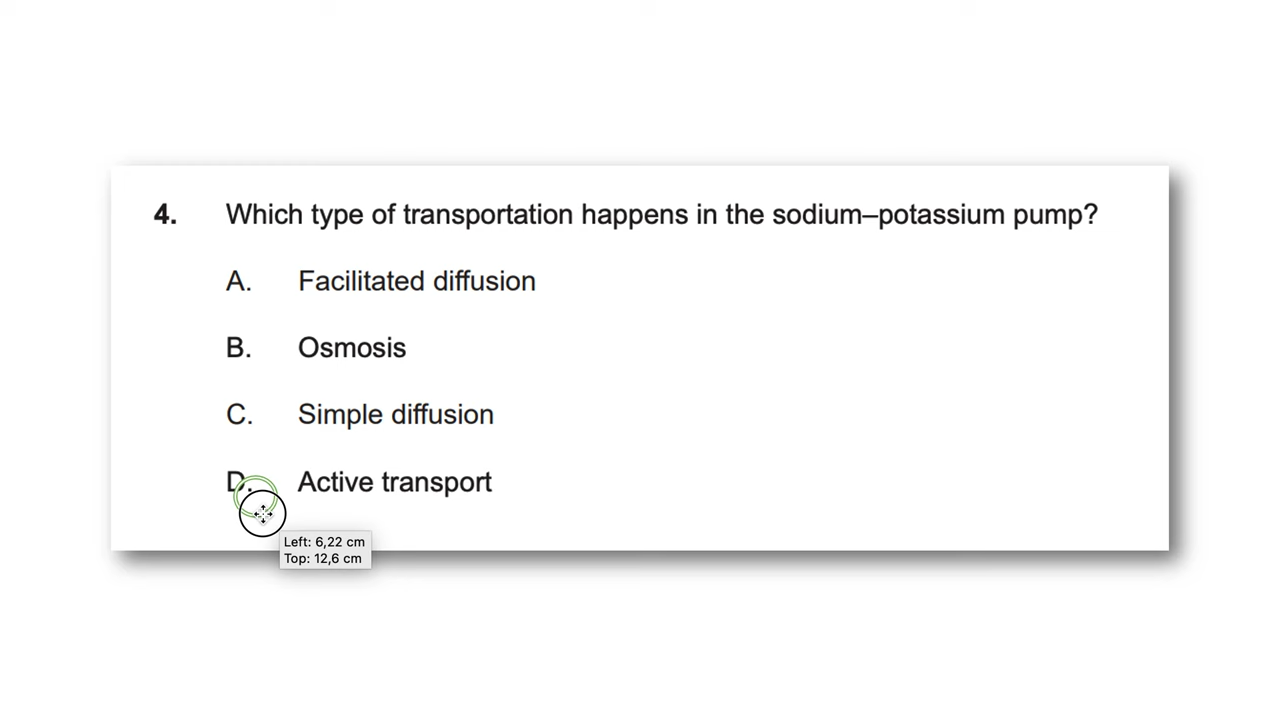 4. Which type of transportation happens in the sodium–potassium pump?
A. Facilitated diffusion
B. Osmosis
C. Simple diffusion
D. Active transport
Left: 6,22 cm
Top: 12,6 cm